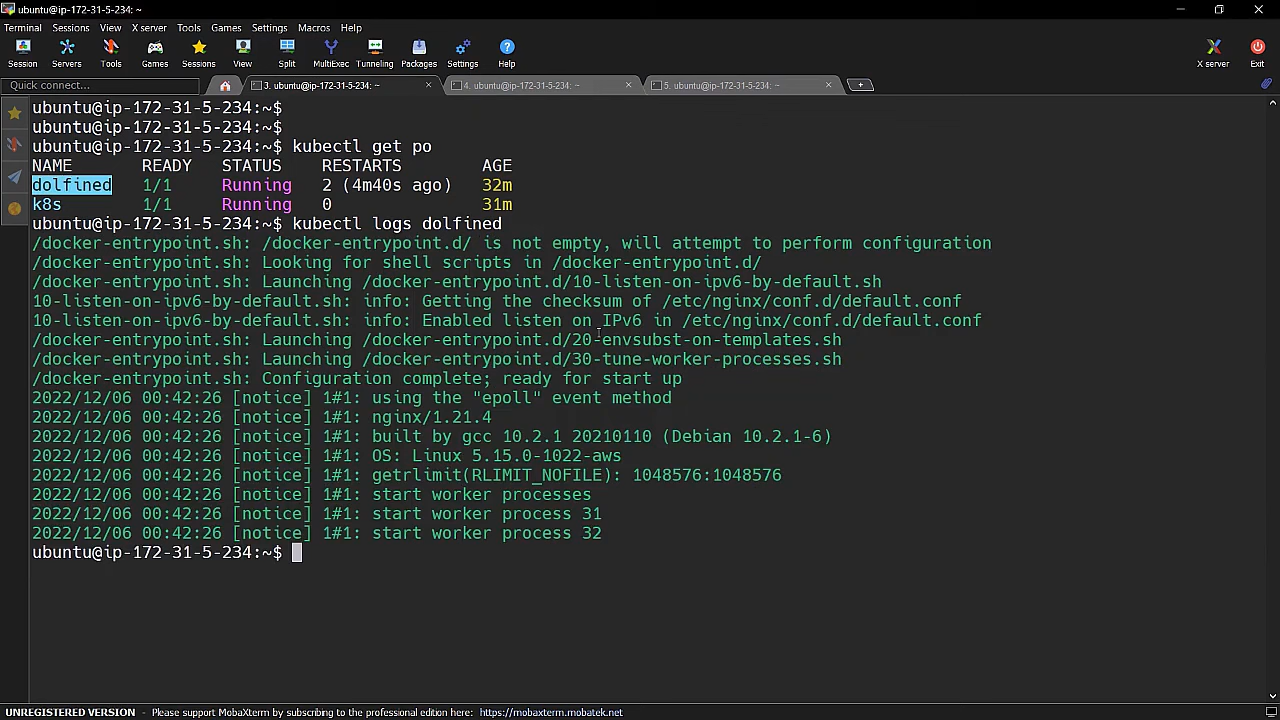 ubuntu@ip-172-31-5-234: ~
Terminal Sessions View X server Tools Games Settings Macros Help
Session Servers Tools Games Sessions View Split MultiExec Tunneling Packages Settings Help X server Exit
Quick connect... 3. ubuntu@ip-172-31-5-234: ~ 4. ubuntu@ip-172-31-5-234: ~ 5. ubuntu@ip-172-31-5-234: ~
ubuntu@ip-172-31-5-234:~$
ubuntu@ip-172-31-5-234:~$
ubuntu@ip-172-31-5-234:~$ kubectl get po
NAME READY STATUS RESTARTS AGE
dolfined 1/1 Running 2 (4m40s ago) 32m
k8s 1/1 Running 0 31m
ubuntu@ip-172-31-5-234:~$ kubectl logs dolfined
/docker-entrypoint.sh: /docker-entrypoint.d/ is not empty, will attempt to perform configuration
/docker-entrypoint.sh: Looking for shell scripts in /docker-entrypoint.d/
/docker-entrypoint.sh: Launching /docker-entrypoint.d/10-listen-on-ipv6-by-default.sh
10-listen-on-ipv6-by-default.sh: info: Getting the checksum of /etc/nginx/conf.d/default.conf
10-listen-on-ipv6-by-default.sh: info: Enabled listen on IPv6 in /etc/nginx/conf.d/default.conf
/docker-entrypoint.sh: Launching /docker-entrypoint.d/20-envsubst-on-templates.sh
/docker-entrypoint.sh: Launching /docker-entrypoint.d/30-tune-worker-processes.sh
/docker-entrypoint.sh: Configuration complete; ready for start up
2022/12/06 00:42:26 [notice] 1#1: using the "epoll" event method
2022/12/06 00:42:26 [notice] 1#1: nginx/1.21.4
2022/12/06 00:42:26 [notice] 1#1: built by gcc 10.2.1 20210110 (Debian 10.2.1-6)
2022/12/06 00:42:26 [notice] 1#1: OS: Linux 5.15.0-1022-aws
2022/12/06 00:42:26 [notice] 1#1: getrlimit(RLIMIT_NOFILE): 1048576:1048576
2022/12/06 00:42:26 [notice] 1#1: start worker processes
2022/12/06 00:42:26 [notice] 1#1: start worker process 31
2022/12/06 00:42:26 [notice] 1#1: start worker process 32
ubuntu@ip-172-31-5-234:~$
UNREGISTERED VERSION - Please support MobaXterm by subscribing to the professional edition here: https://mobaxterm.mobatek.net